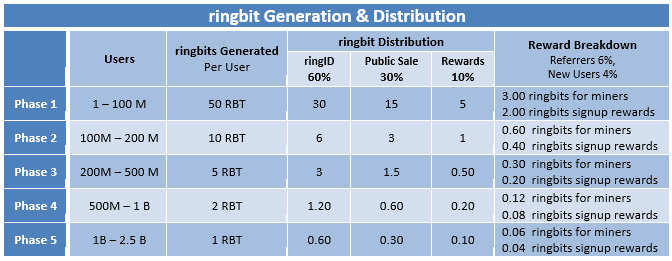 ringbit Generation & Distribution
Users
ringbits Generated
Per User
ringbit Distribution
ringID
60%
Public Sale
30%
Rewards
10%
Reward Breakdown
Referrers 6%,
New Users 4%
Phase 1
1 – 100 M
50 RBT
30
15
5
3.00 ringbits for miners
2.00 ringbits signup rewards
Phase 2
100M – 200 M
10 RBT
6
3
1
0.60 ringbits for miners
0.40 ringbits signup rewards
Phase 3
200M – 500 M
5 RBT
3
1.5
0.50
0.30 ringbits for miners
0.20 ringbits signup rewards
Phase 4
500M – 1 B
2 RBT
1.20
0.60
0.20
0.12 ringbits for miners
0.08 ringbits signup rewards
Phase 5
1B – 2.5 B
1 RBT
0.60
0.30
0.10
0.06 ringbits for miners
0.04 ringbits signup rewards